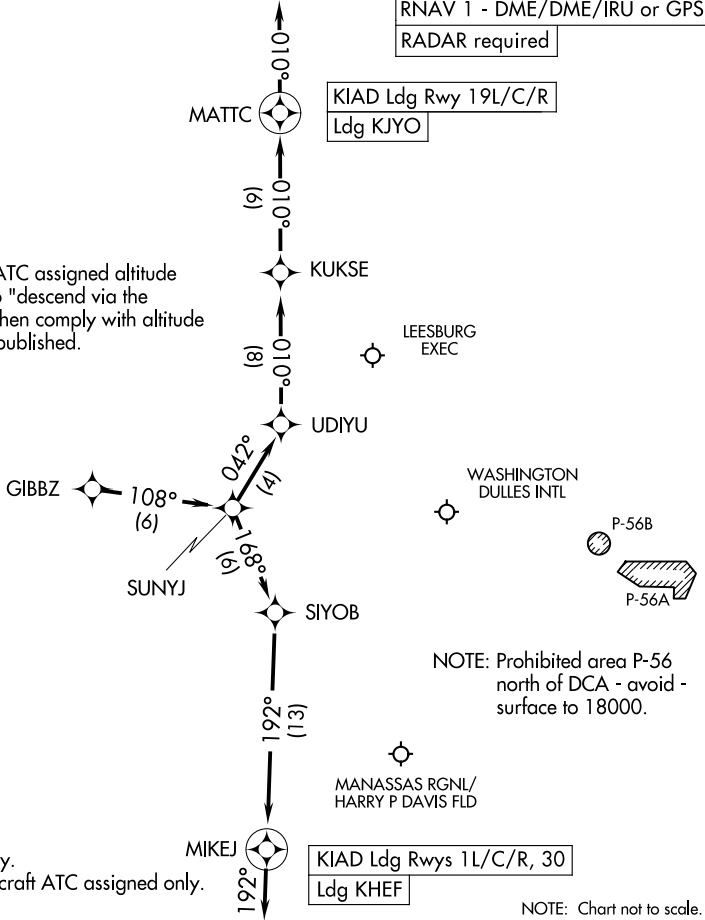 RNAV 1 - DME/DME/IRU or GPS
RADAR required
010°
MATTC
KIAD Ldg Rwy 19L/C/R
Ldg KJYO
(9)
010°
KUKSE
ATC assigned altitude
"descend via the
then comply with altitude
published.
LEESBURG
EXEC
(8)
010°
UDIYU
042°
(4)
GIBBZ
108°
(6)
WASHINGTON
DULLES INTL
P-56B
P-56A
SUNYJ
168°
(6)
SIYOB
NOTE: Prohibited area P-56
north of DCA - avoid -
surface to 18000.
192°
(13)
MANASSAS RGNL/
HARRY P DAVIS FLD
MIKEJ
KIAD Ldg Rwys 1L/C/R, 30
Ldg KHEF
craft ATC assigned only.
192°
NOTE: Chart not to scale.